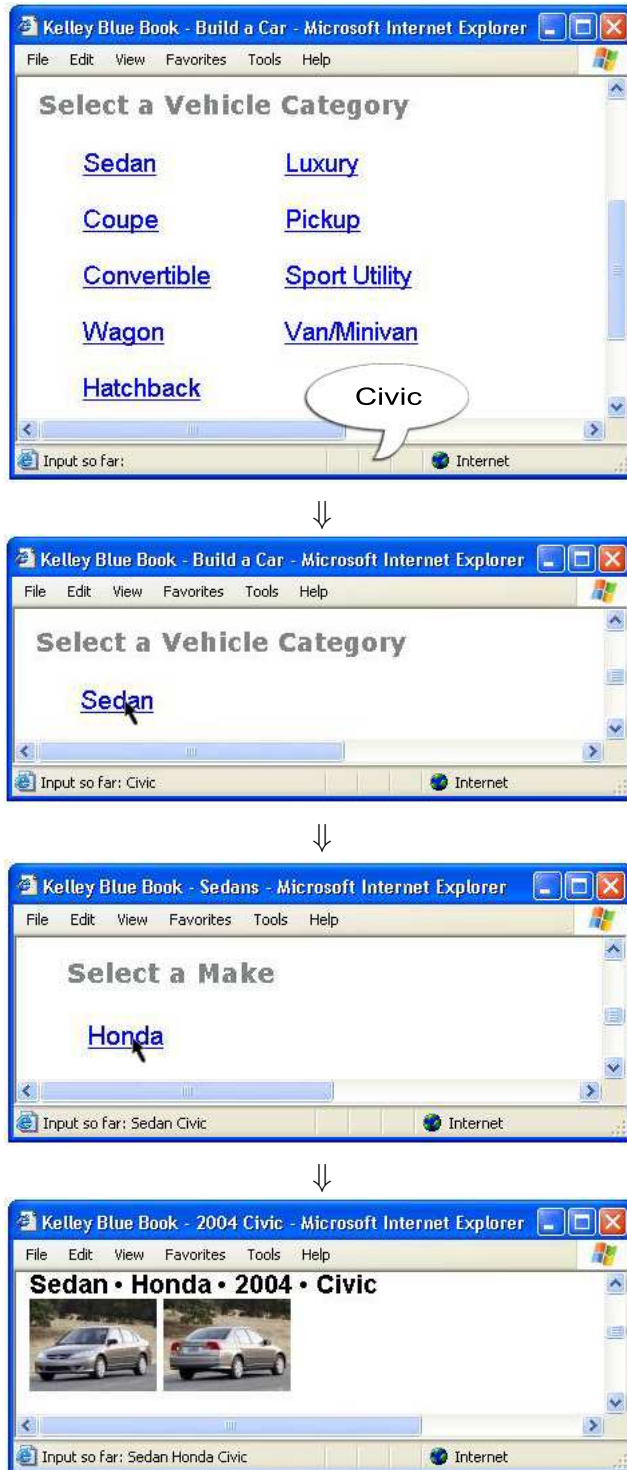 Kelley Blue Book - Build a Car - Microsoft Internet Explorer
File Edit View Favorites Tools Help
Select a Vehicle Category
Sedan Luxury
Coupe Pickup
Convertible Sport Utility
Wagon Van/Minivan
Hatchback
Civic
Input so far: Internet
⇓
Kelley Blue Book - Build a Car - Microsoft Internet Explorer
File Edit View Favorites Tools Help
Select a Vehicle Category
Sedan
Input so far: Civic Internet
⇓
Kelley Blue Book - Sedans - Microsoft Internet Explorer
File Edit View Favorites Tools Help
Select a Make
Honda
Input so far: Sedan Civic Internet
⇓
Kelley Blue Book - 2004 Civic - Microsoft Internet Explorer
File Edit View Favorites Tools Help
Sedan • Honda • 2004 • Civic
Input so far: Sedan Honda Civic Internet